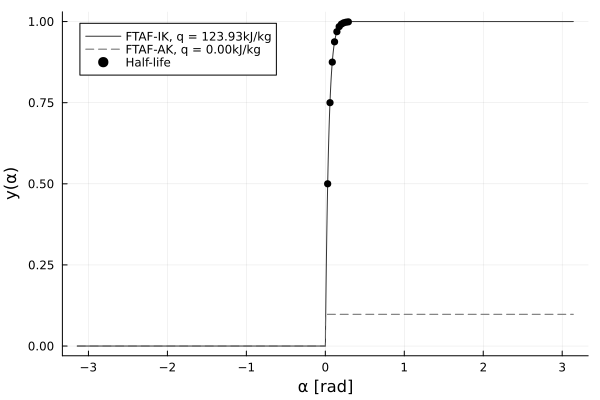 1.00
0.75
0.50
0.25
0.00
y(α)
FTAF-IK, q = 123.93kJ/kg
FTAF-AK, q = 0.00kJ/kg
Half-life
−3 −2 −1 0 1 2 3
α [rad]